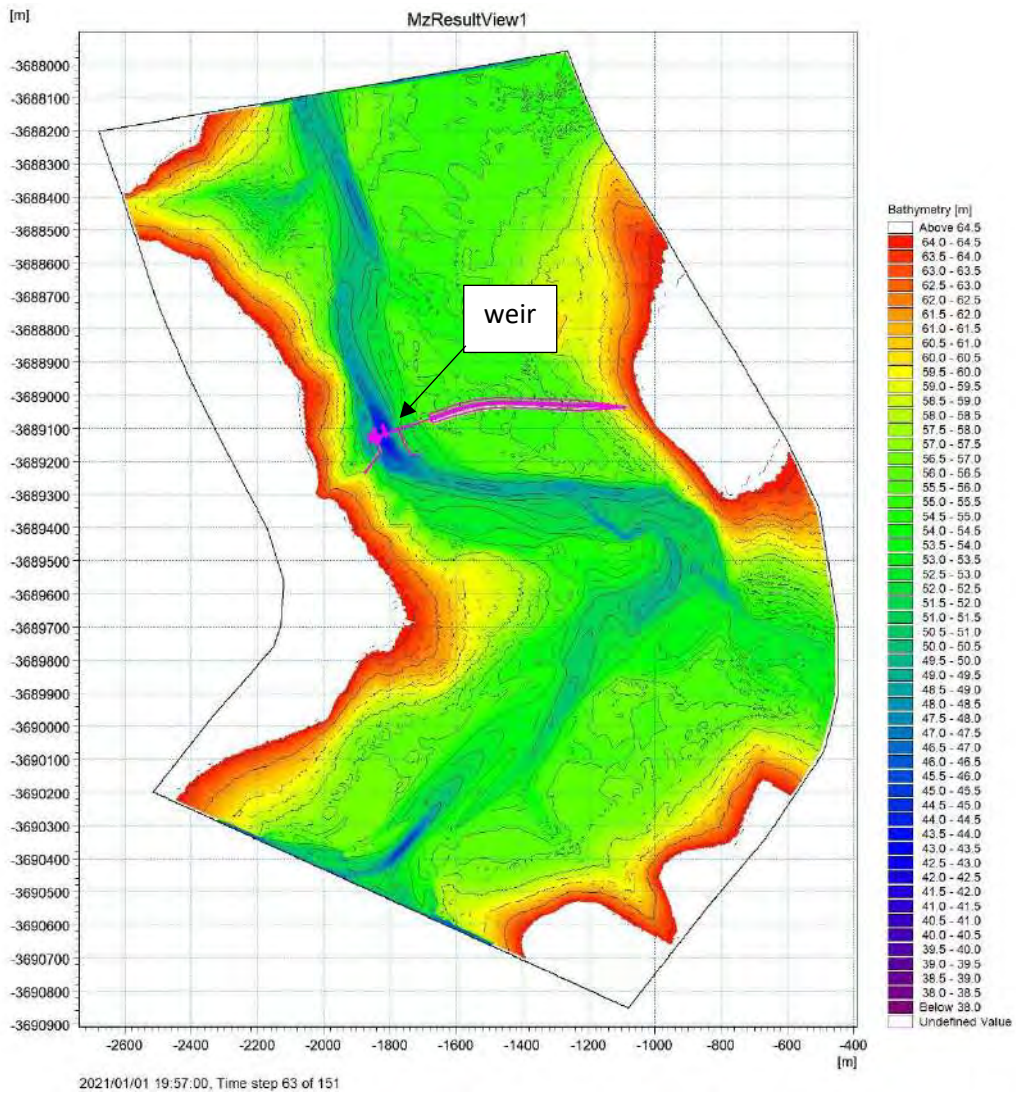 [m]
MzResultView1
-3688000
-3688100
-3688200
-3688300
-3688400
-3688500
-3688600
-3688700
-3688800
-3688900
-3689000
-3689100
-3689200
-3689300
-3689400
-3689500
-3689600
-3689700
-3689800
-3689900
-3690000
-3690100
-3690200
-3690300
-3690400
-3690500
-3690600
-3690700
-3690800
-3690900
weir
-2600 -2400 -2200 -2000 -1800 -1600 -1400 -1200 -1000 -800 -600 -400
[m]
Bathymetry [m]
Above 64.5
64.0 - 64.5
63.5 - 64.0
63.0 - 63.5
62.5 - 63.0
62.0 - 62.5
61.5 - 62.0
61.0 - 61.5
60.5 - 61.0
60.0 - 60.5
59.5 - 60.0
59.0 - 59.5
58.5 - 59.0
58.0 - 58.5
57.5 - 58.0
57.0 - 57.5
56.5 - 57.0
56.0 - 56.5
55.5 - 56.0
55.0 - 55.5
54.5 - 55.0
54.0 - 54.5
53.5 - 54.0
53.0 - 53.5
52.5 - 53.0
52.0 - 52.5
51.5 - 52.0
51.0 - 51.5
50.5 - 51.0
50.0 - 50.5
49.5 - 50.0
49.0 - 49.5
48.5 - 49.0
48.0 - 48.5
47.5 - 48.0
47.0 - 47.5
46.5 - 47.0
46.0 - 46.5
45.5 - 46.0
45.0 - 45.5
44.5 - 45.0
44.0 - 44.5
43.5 - 44.0
43.0 - 43.5
42.5 - 43.0
42.0 - 42.5
41.5 - 42.0
41.0 - 41.5
40.5 - 41.0
40.0 - 40.5
39.5 - 40.0
39.0 - 39.5
38.5 - 39.0
38.0 - 38.5
Below 38.0
Undefined Value
2021/01/01 19:57:00, Time step 63 of 151